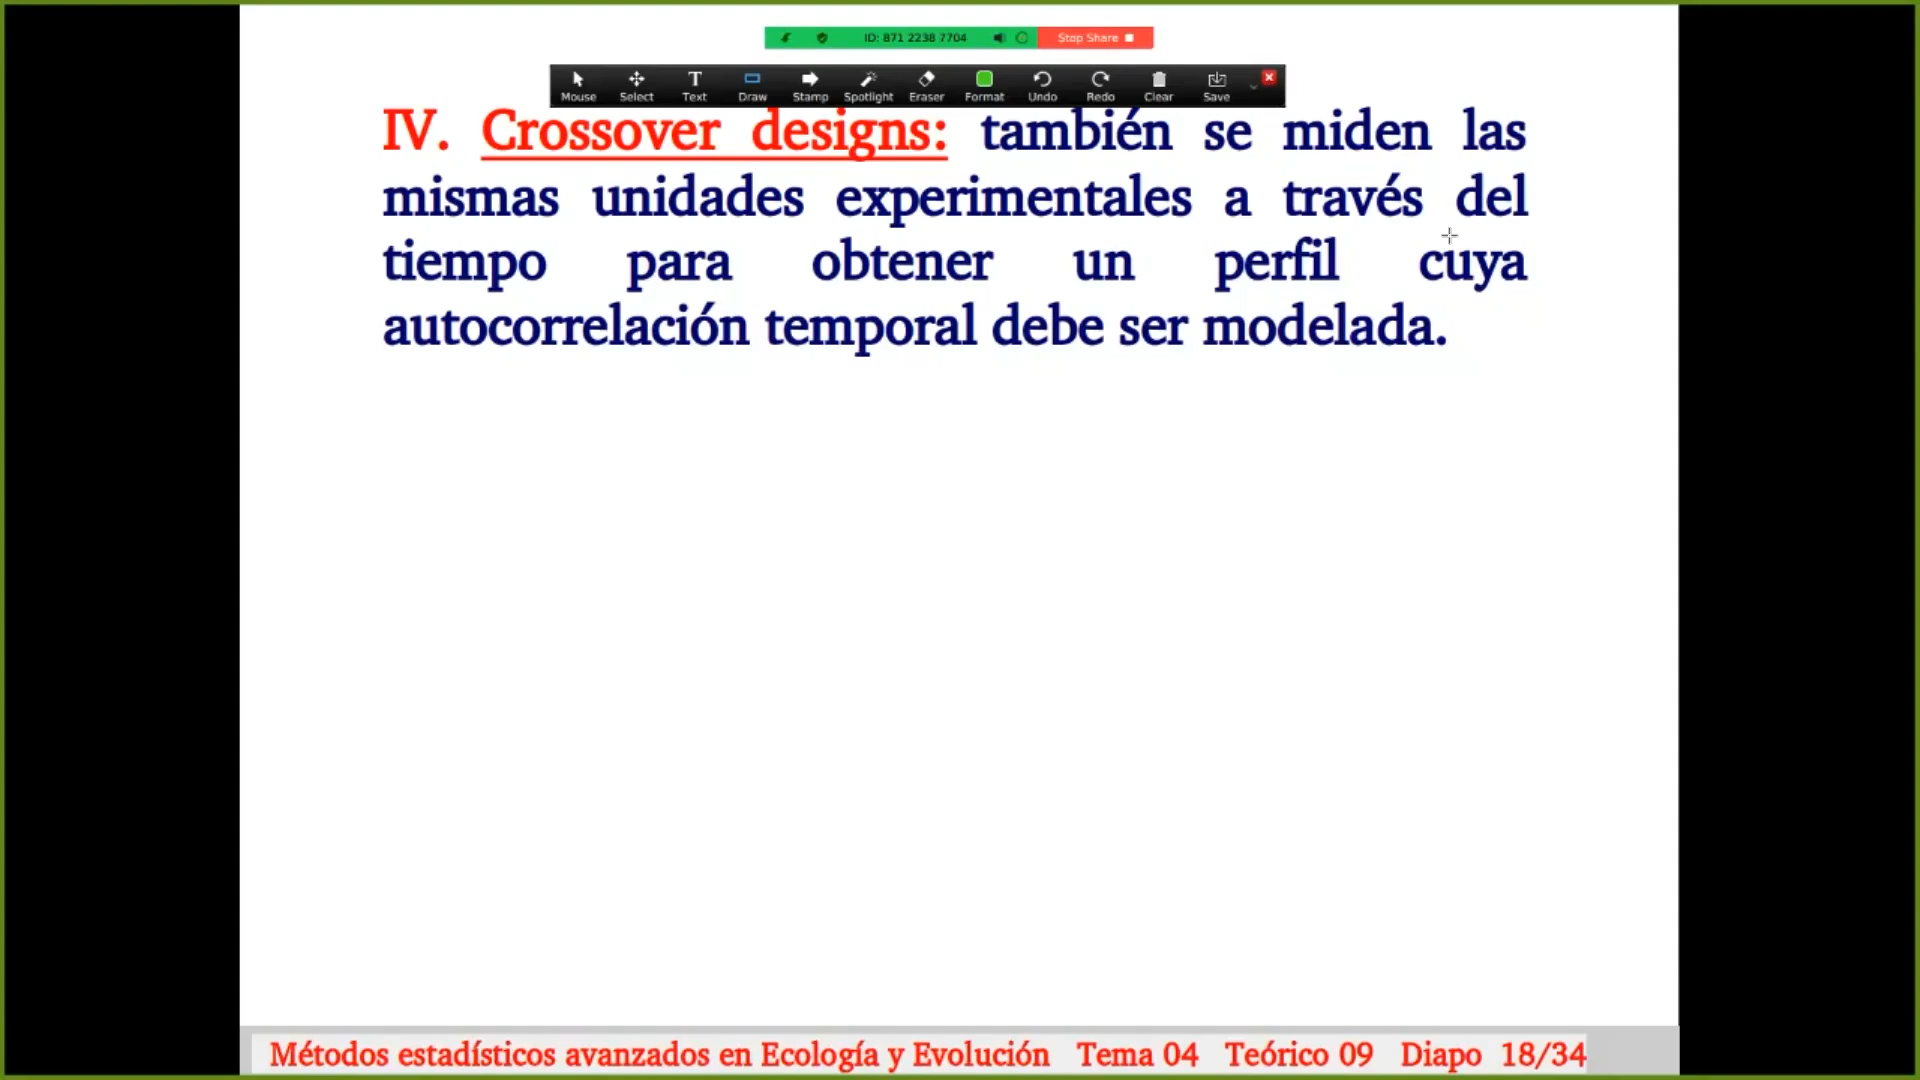 ID: 871 2238 7704 Stop Share
Mouse Select Text Draw Stamp Spotlight Eraser Format Undo Redo Clear Save
IV. Crossover designs: también se miden las
mismas unidades experimentales a través del
tiempo para obtener un perfil cuya
autocorrelación temporal debe ser modelada.
Métodos estadísticos avanzados en Ecología y Evolución Tema 04 Teórico 09 Diapo 18/34